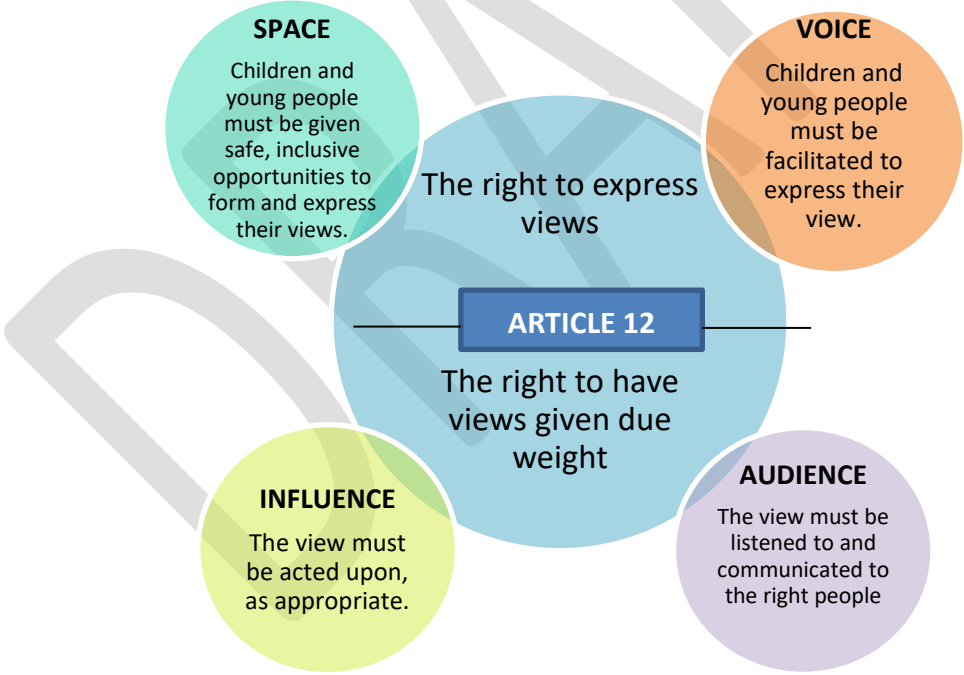 SPACE
Children and
young people
must be given
safe, inclusive
opportunities to
form and express
their views.
VOICE
Children and
young people
must be
facilitated to
express their
view.
The right to express
views
ARTICLE 12
The right to have
views given due
weight
INFLUENCE
The view must
be acted upon,
as appropriate.
AUDIENCE
The view must be
listened to and
communicated to
the right people